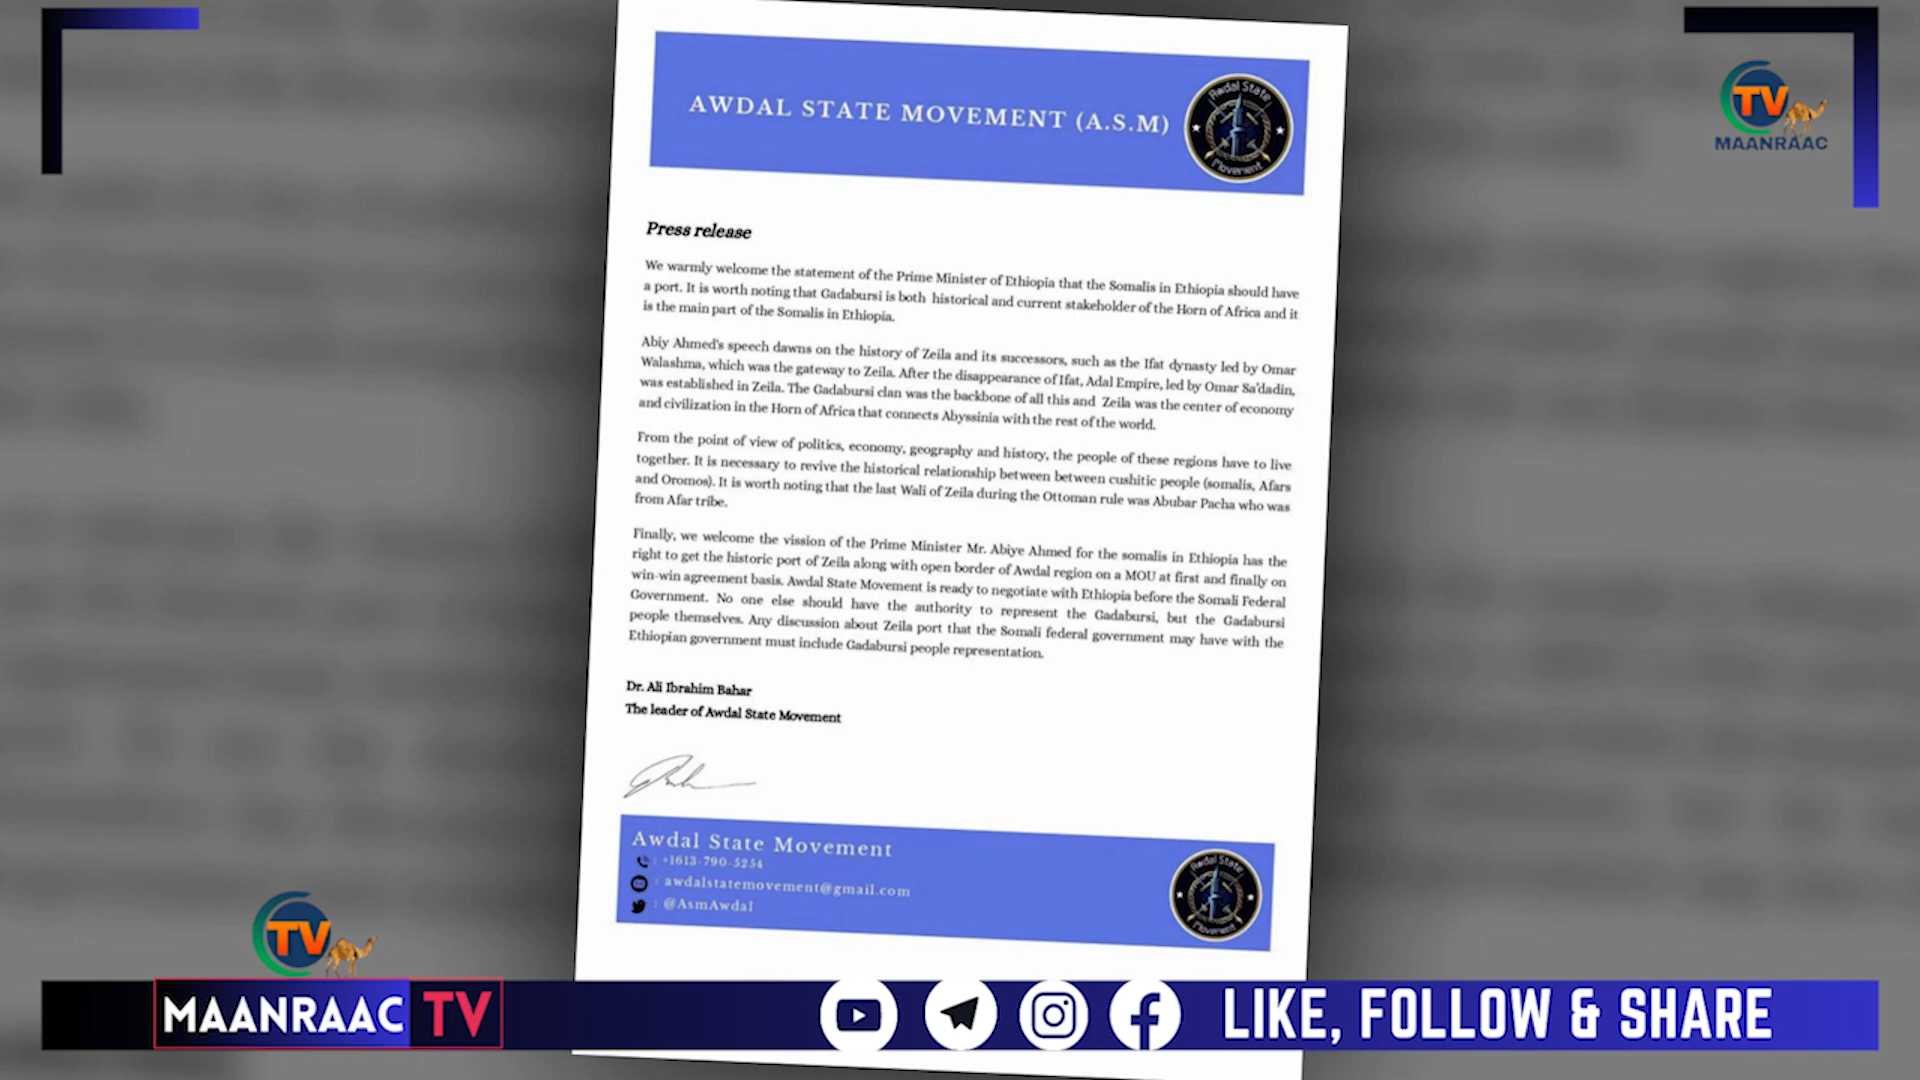 TV
MAANRAAC
AWDAL STATE MOVEMENT (A.S.M)
Awdal State
Movement
Press release
We warmly welcome the statement of the Prime Minister of Ethiopia that the Somalis in Ethiopia should have
a port. It is worth noting that Gadabursi is both historical and current stakeholder of the Horn of Africa and it
is the main part of the Somalis in Ethiopia.
Abiy Ahmed's speech dawns on the history of Zeila and its successors, such as the Ifat dynasty led by Omar
Walashma, which was the gateway to Zeila. After the disappearance of Ifat, Adal Empire, led by Omar Sa'dadin,
was established in Zeila. The Gadabursi clan was the backbone of all this and Zeila was the center of economy
and civilization in the Horn of Africa that connects Abyssinia with the rest of the world.
From the point of view of politics, economy, geography and history, the people of these regions have to live
together. It is necessary to revive the historical relationship between between cushitic people (somalis, Afars
and Oromos). It is worth noting that the last Wali of Zeila during the Ottoman rule was Abubar Pacha who was
from Afar tribe.
Finally, we welcome the vission of the Prime Minister Mr. Abiye Ahmed for the somalis in Ethiopia has the
right to get the historic port of Zeila along with open border of Awdal region on a MOU at first and finally on
win-win agreement basis. Awdal State Movement is ready to negotiate with Ethiopia before the Somali Federal
Government. No one else should have the authority to represent the Gadabursi, but the Gadabursi
people themselves. Any discussion about Zeila port that the Somali federal government may have with the
Ethiopian government must include Gadabursi people representation.
Dr. Ali Ibrahim Bahar
The leader of Awdal State Movement
Awdal State Movement
: +1613-790-5254
: awdalstatemovement@gmail.com
: @AsmAwdal
Awdal State
Movement
TV
MAANRAAC TV
LIKE, FOLLOW & SHARE